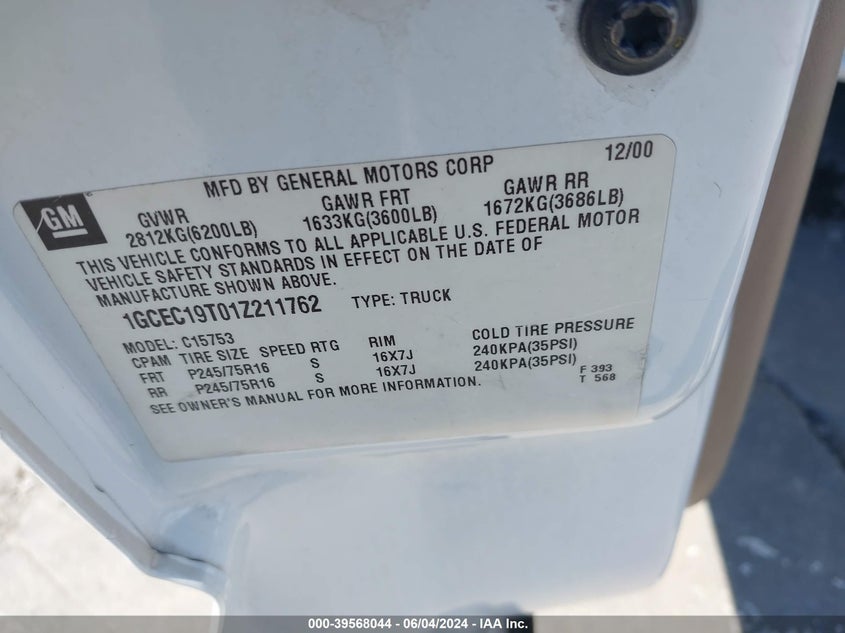 GM
MFD BY GENERAL MOTORS CORP 12/00
GVWR GAWR FRT GAWR RR
2812KG(6200LB) 1633KG(3600LB) 1672KG(3686LB)
THIS VEHICLE CONFORMS TO ALL APPLICABLE U.S. FEDERAL MOTOR
VEHICLE SAFETY STANDARDS IN EFFECT ON THE DATE OF
MANUFACTURE SHOWN ABOVE.
1GCEC19T01Z211762 TYPE: TRUCK
MODEL: C15753
CPAM TIRE SIZE SPEED RTG RIM COLD TIRE PRESSURE
FRT P245/75R16 S 16X7J 240KPA(35PSI)
RR P245/75R16 S 16X7J 240KPA(35PSI)
SEE OWNER'S MANUAL FOR MORE INFORMATION.
F 393
T 568
000-39568044 - 06/04/2024 - IAA Inc.